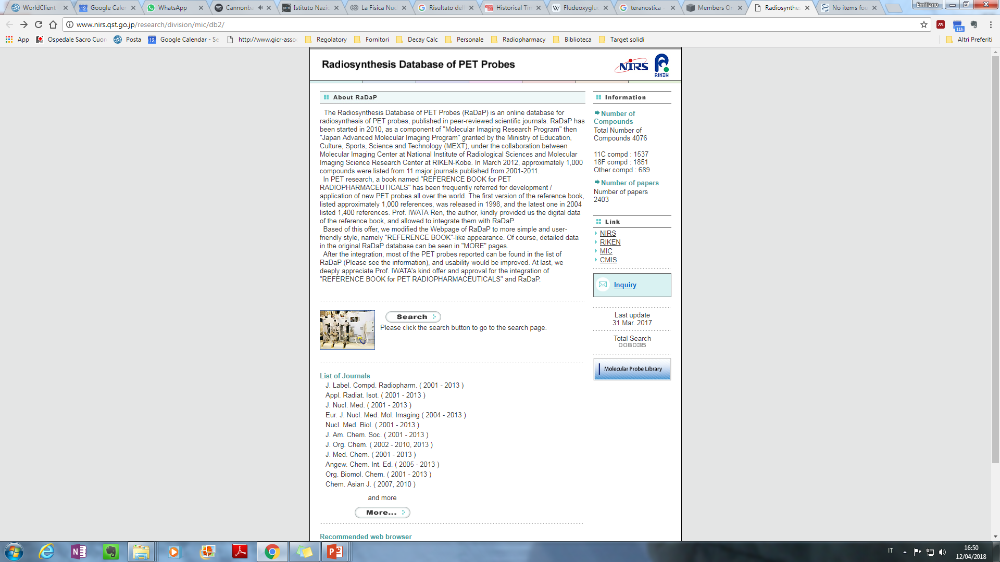 WorldClient
Google Caler
WhatsApp
Cannonba
Istituto Nazio
La Fisica Nuc
Risultato dell
Historical Tin
Fludeoxygluc
teranostica -
Members On
Radiosynthes
No items fou
Emiliano
www.nirs.qst.go.jp/research/division/mic/db2/
11h
App
Ospedale Sacro Cuor
Posta
Google Calendar - Se
http://www.gicr-asso
Regolatory
Fornitori
Decay Calc
Personale
Radiopharmacy
Biblioteca
Target solidi
Altri Preferiti
Radiosynthesis Database of PET Probes
NIRS
RIKEN
About RaDaP
The Radiosynthesis Database of PET Probes (RaDaP) is an online database for
radiosynthesis of PET probes, published in peer-reviewed scientific journals. RaDaP has
been started in 2010, as a component of "Molecular Imaging Research Program" then
"Japan Advanced Molecular Imaging Program" granted by the Ministry of Education,
Culture, Sports, Science and Technology (MEXT), under the collaboration between
Molecular Imaging Center at National Institute of Radiological Sciences and Molecular
Imaging Science Research Center at RIKEN-Kobe. In March 2012, approximately 1,000
compounds were listed from 11 major journals published from 2001-2011.
In PET research, a book named "REFERENCE BOOK for PET
RADIOPHARMACEUTICALS" has been frequently referred for development /
application of new PET probes all over the world. The first version of the reference book,
listed approximately 1,000 references, was released in 1998, and the latest one in 2004
listed 1,400 references. Prof. IWATA Ren, the author, kindly provided us the digital data
of the reference book, and allowed to integrate them with RaDaP.
Based of this offer, we modified the Webpage of RaDaP to more simple and user-
friendly style, namely "REFERENCE BOOK"-like appearance. Of course, detailed data
in the original RaDaP database can be seen in "MORE" pages.
After the integration, most of the PET probes reported can be found in the list of
RaDaP (Please see the information), and usability would be improved. At last, we
deeply appreciate Prof. IWATA's kind offer and approval for the integration of
"REFERENCE BOOK for PET RADIOPHARMACEUTICALS" and RaDaP.
Search
Please click the search button to go to the search page.
List of Journals
J. Label. Compd. Radiopharm. ( 2001 - 2013 )
Appl. Radiat. Isot. ( 2001 - 2013 )
J. Nucl. Med. ( 2001 - 2013 )
Eur. J. Nucl. Med. Mol. Imaging ( 2004 - 2013 )
Nucl. Med. Biol. ( 2001 - 2013 )
J. Am. Chem. Soc. ( 2001 - 2013 )
J. Org. Chem. ( 2002 - 2010, 2013 )
J. Med. Chem. ( 2001 - 2013 )
Angew. Chem. Int. Ed. ( 2005 - 2013 )
Org. Biomol. Chem. ( 2001 - 2013 )
Chem. Asian J. ( 2007, 2010 )
and more
More...
Recommended web browser
Information
Number of
Compounds
Total Number of
Compounds 4076
11C compd : 1537
18F compd : 1851
Other compd : 689
Number of papers
Number of papers
2403
Link
NIRS
RIKEN
MIC
CMIS
Inquiry
Last update
31 Mar. 2017
Total Search
008035
Molecular Probe Library
IT
16:50
12/04/2018